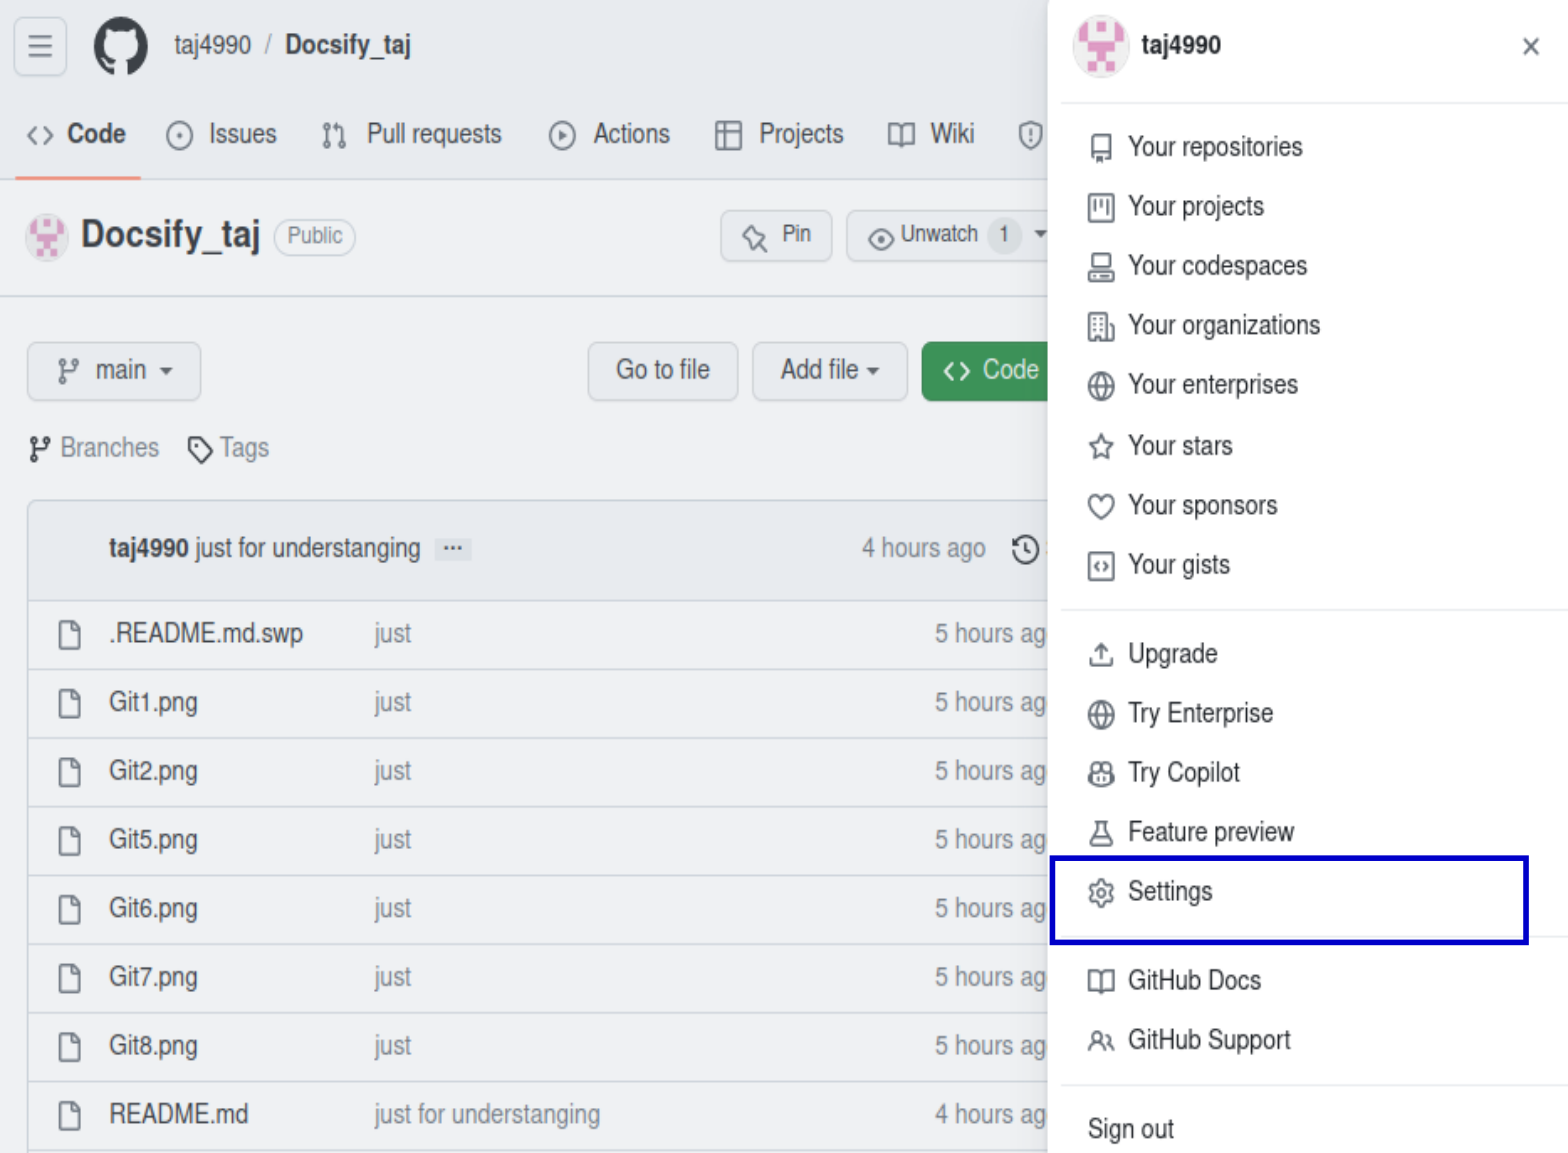 taj4990 / Docsify_taj
Code Issues Pull requests Actions Projects Wiki
Docsify_taj Public Pin Unwatch 1
main Go to file Add file Code
Branches Tags
taj4990 just for understanging ... 4 hours ago
.README.md.swp just 5 hours ag
Git1.png just 5 hours ag
Git2.png just 5 hours ag
Git5.png just 5 hours ag
Git6.png just 5 hours ag
Git7.png just 5 hours ag
Git8.png just 5 hours ag
README.md just for understanging 4 hours ag
taj4990
Your repositories
Your projects
Your codespaces
Your organizations
Your enterprises
Your stars
Your sponsors
Your gists
Upgrade
Try Enterprise
Try Copilot
Feature preview
Settings
GitHub Docs
GitHub Support
Sign out